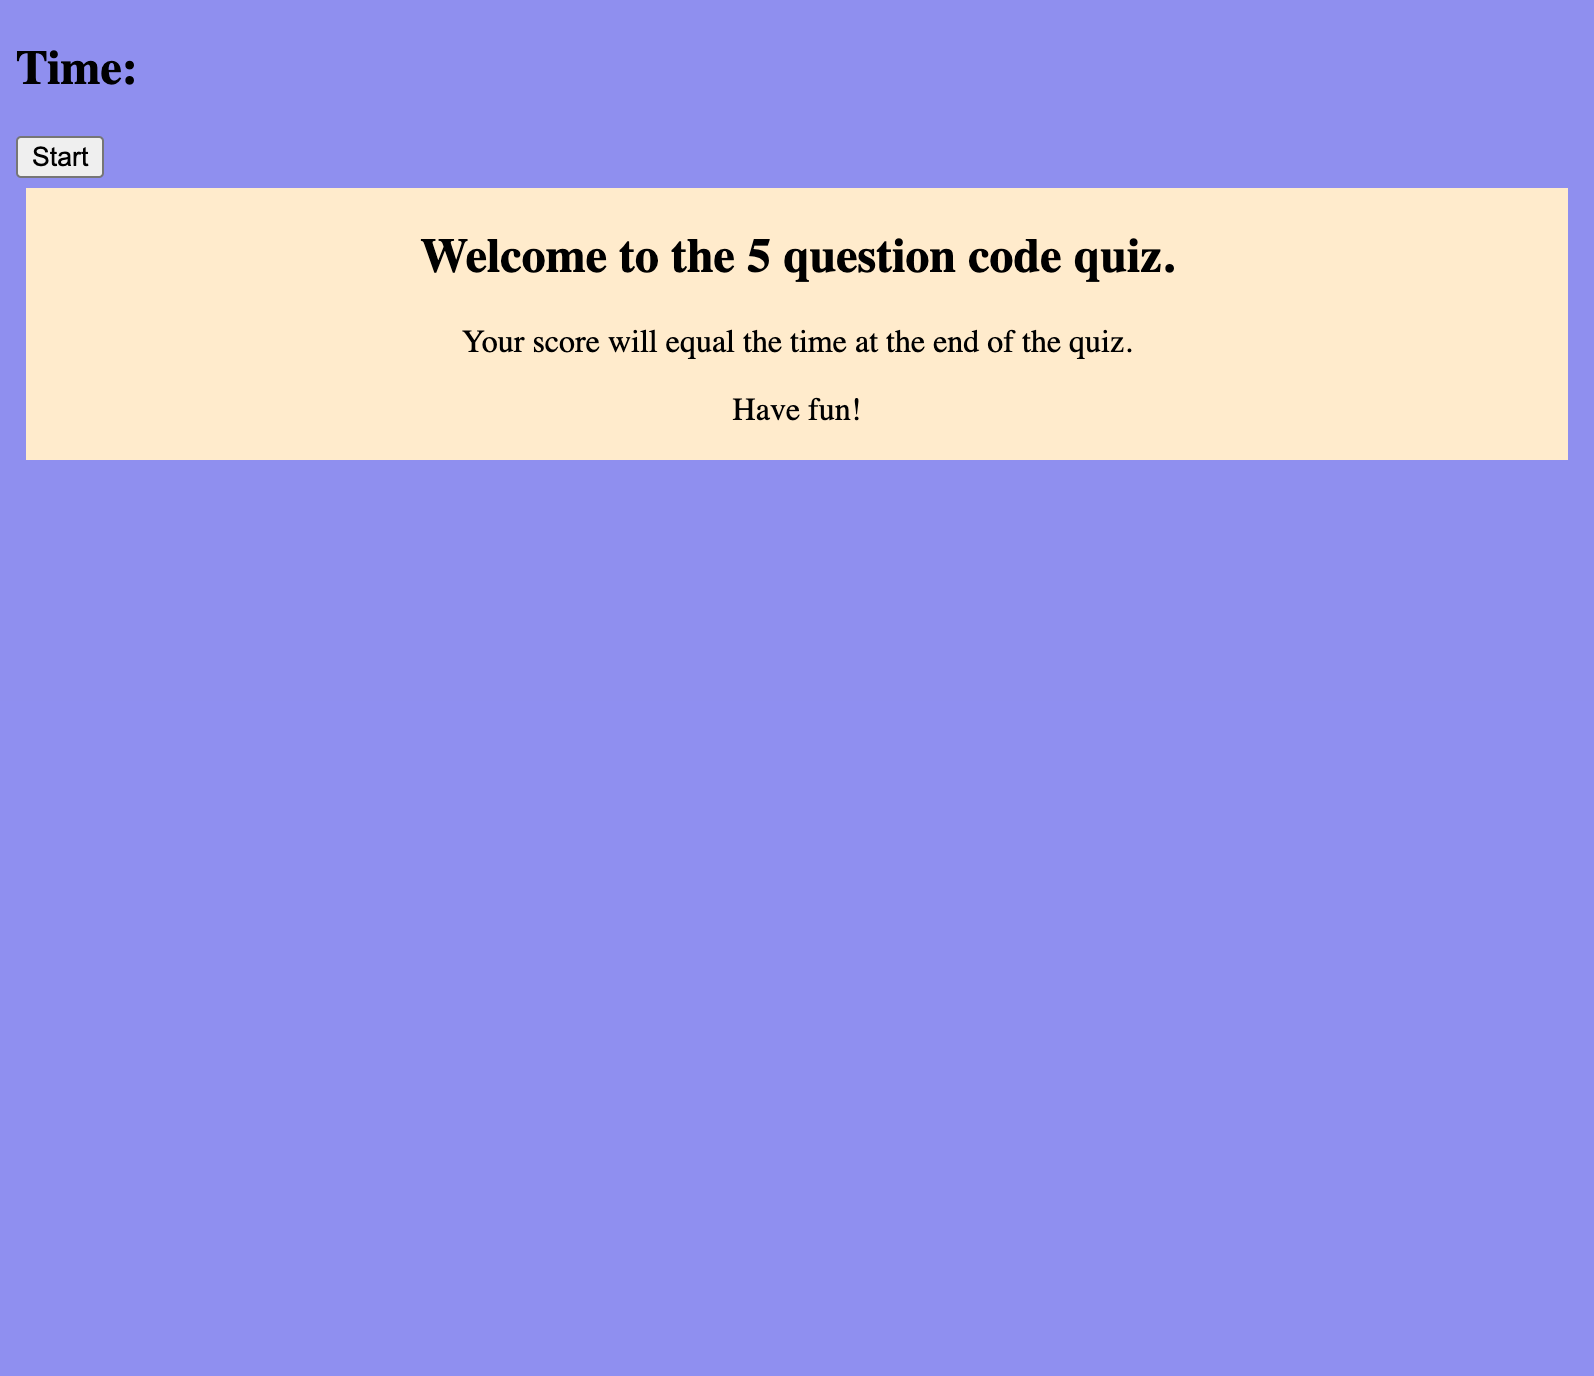 Time:
Start
Welcome to the 5 question code quiz.
Your score will equal the time at the end of the quiz.
Have fun!